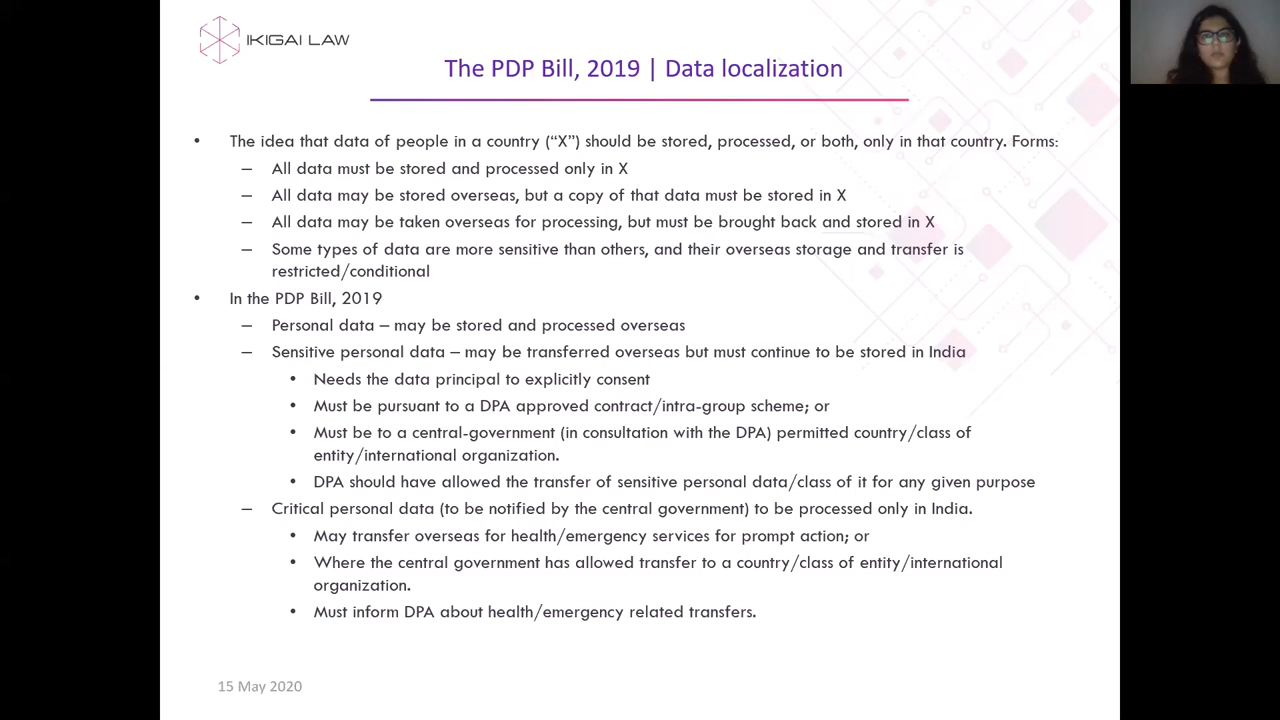 IKIGAI LAW
The PDP Bill, 2019 | Data localization
• The idea that data of people in a country (“X”) should be stored, processed, or both, only in that country. Forms:
– All data must be stored and processed only in X
– All data may be stored overseas, but a copy of that data must be stored in X
– All data may be taken overseas for processing, but must be brought back and stored in X
– Some types of data are more sensitive than others, and their overseas storage and transfer is
restricted/conditional
• In the PDP Bill, 2019
– Personal data – may be stored and processed overseas
– Sensitive personal data – may be transferred overseas but must continue to be stored in India
• Needs the data principal to explicitly consent
• Must be pursuant to a DPA approved contract/intra-group scheme; or
• Must be to a central-government (in consultation with the DPA) permitted country/class of
entity/international organization.
• DPA should have allowed the transfer of sensitive personal data/class of it for any given purpose
– Critical personal data (to be notified by the central government) to be processed only in India.
• May transfer overseas for health/emergency services for prompt action; or
• Where the central government has allowed transfer to a country/class of entity/international
organization.
• Must inform DPA about health/emergency related transfers.
15 May 2020